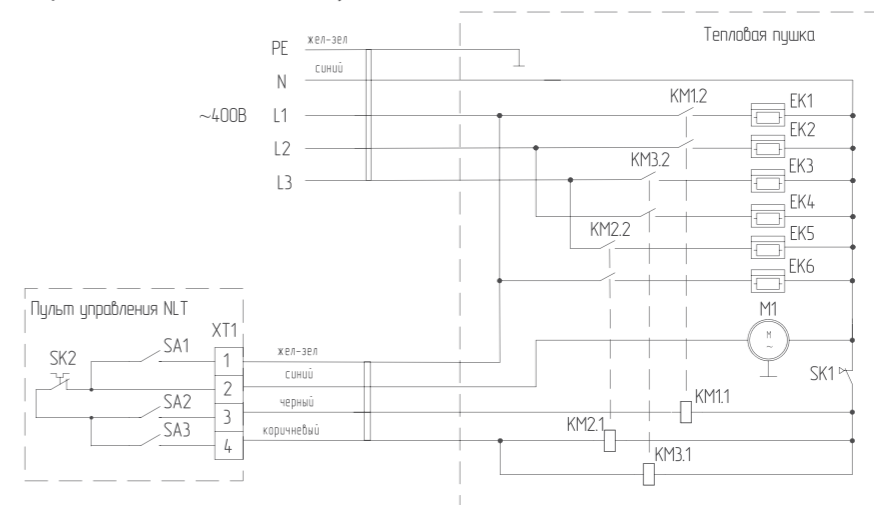 Тепловая пушка
PE
жел-зел
N
синий
~400В
L1
L2
L3
KM1.2
EK1
EK2
KM3.2
EK3
EK4
KM2.2
EK5
EK6
M1
M
~
Пульт управления NLT
XT1
SK2
SA1
1
жел-зел
2
синий
SK1
SA2
3
черный
KM1.1
SA3
4
коричневый
KM2.1
KM3.1